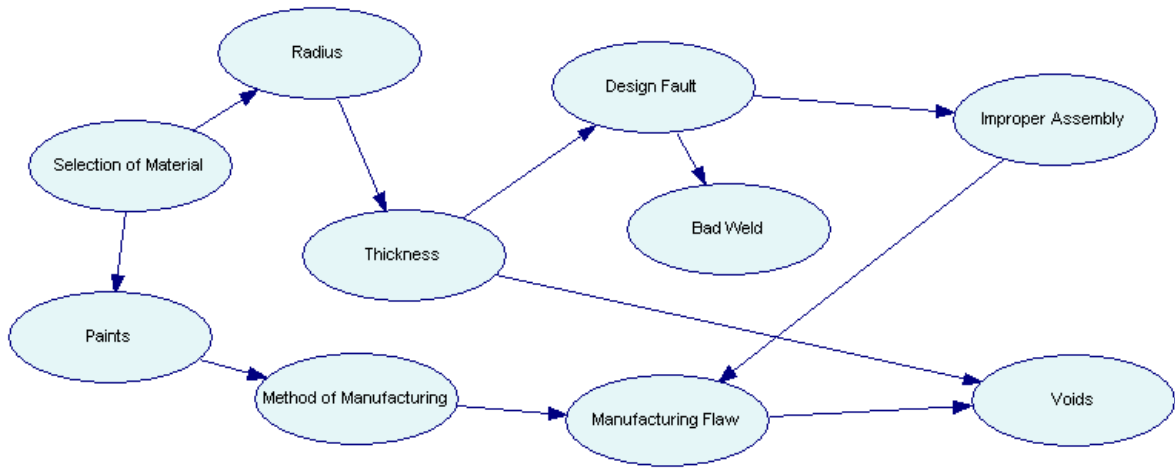 Radius
Design Fault
Improper Assembly
Selection of Material
Bad Weld
Thickness
Paints
Method of Manufacturing
Manufacturing Flaw
Voids